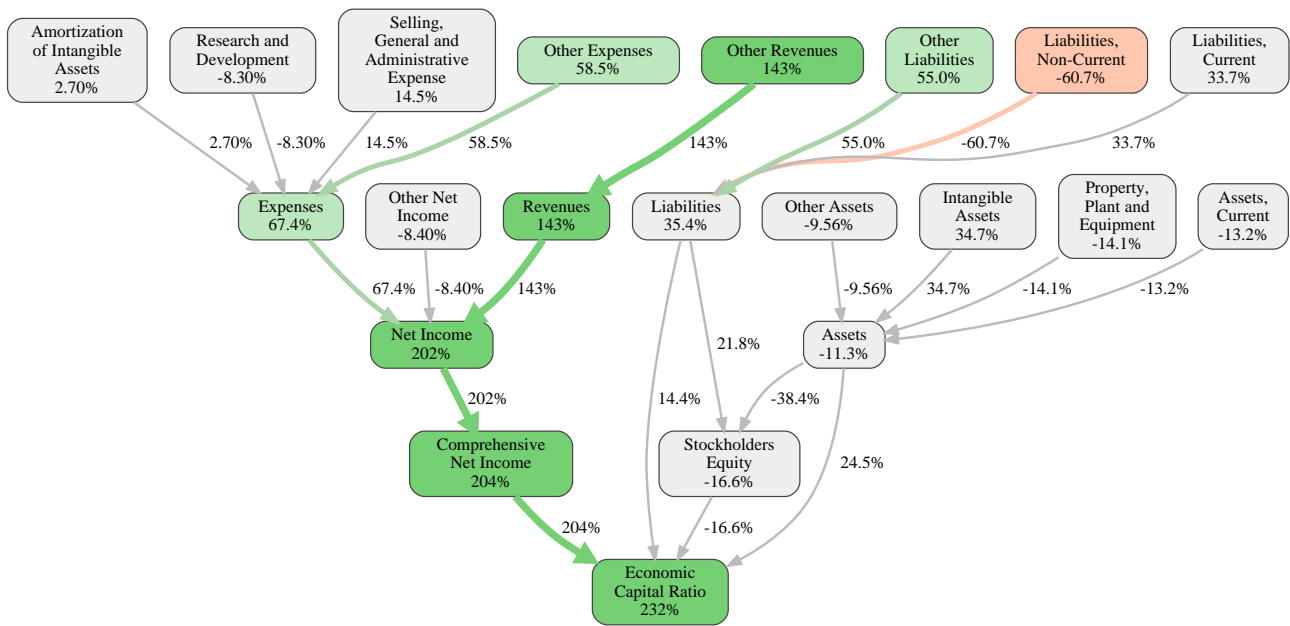 Amortization
of Intangible
Assets
2.70%
Research and
Development
-8.30%
Selling,
General and
Administrative
Expense
14.5%
Other Expenses
58.5%
Other Revenues
143%
Other
Liabilities
55.0%
Liabilities,
Non-Current
-60.7%
Liabilities,
Current
33.7%
2.70%
-8.30%
14.5%
58.5%
143%
55.0%
-60.7%
33.7%
Expenses
67.4%
Other Net
Income
-8.40%
Revenues
143%
Liabilities
35.4%
Other Assets
-9.56%
Intangible
Assets
34.7%
Property,
Plant and
Equipment
-14.1%
Assets,
Current
-13.2%
67.4%
-8.40%
143%
-9.56%
34.7%
-14.1%
-13.2%
Net Income
202%
21.8%
Assets
-11.3%
202%
14.4%
-38.4%
Comprehensive
Net Income
204%
Stockholders
Equity
-16.6%
24.5%
204%
-16.6%
Economic
Capital Ratio
232%